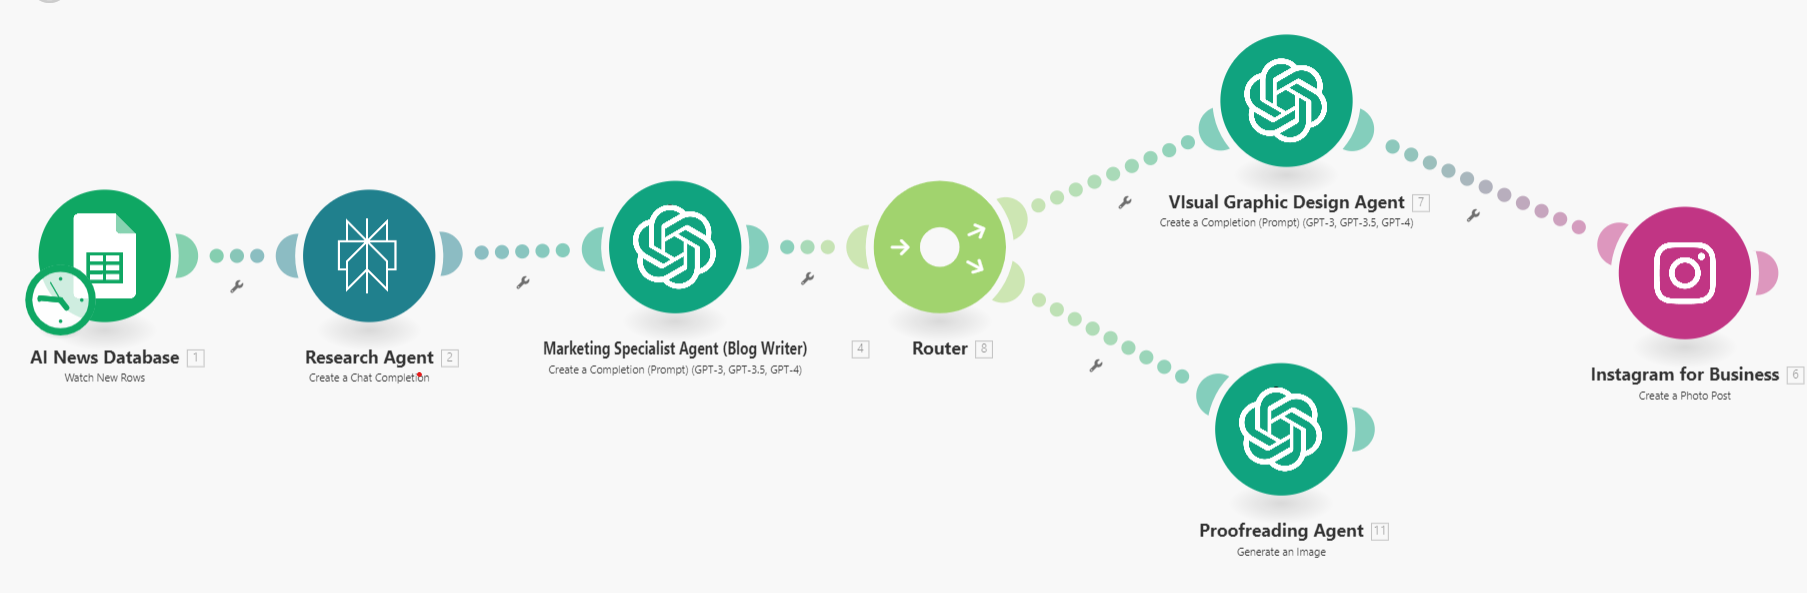 AI News Database 1
Watch New Rows
Research Agent 2
Create a Chat Completion
Marketing Specialist Agent (Blog Writer) 4
Create a Completion (Prompt) (GPT-3, GPT-3.5, GPT-4)
Router 8
VIsual Graphic Design Agent 7
Create a Completion (Prompt) (GPT-3, GPT-3.5, GPT-4)
Proofreading Agent 11
Generate an Image
Instagram for Business 6
Create a Photo Post